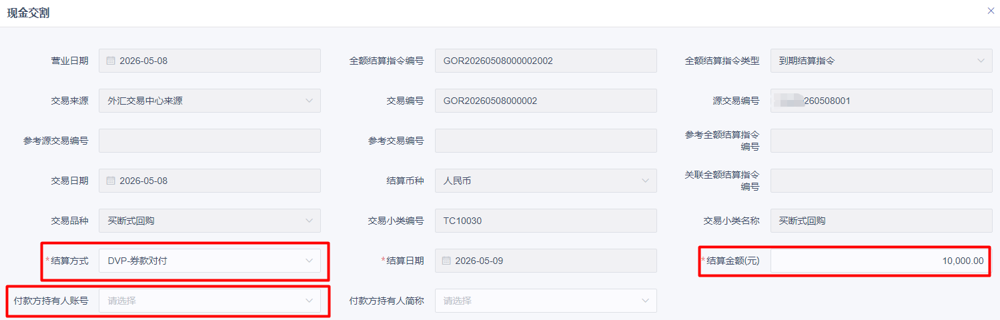 现金交割
营业日期 2026-05-08 全额结算指令编号 GOR20260508000002002 全额结算指令类型 到期结算指令
交易来源 外汇交易中心来源 交易编号 GOR20260508000002 源交易编号 260508001
参考源交易编号 参考交易编号 参考全额结算指令
编号
交易日期 2026-05-08 结算币种 人民币 关联全额结算指令
编号
交易品种 买断式回购 交易小类编号 TC10030 交易小类名称 买断式回购
*结算方式 DVP-券款对付 *结算日期 2026-05-09 *结算金额(元) 10,000.00
付款方持有人账号 请选择 付款方持有人简称 请选择